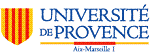 UNIVERSITÉ
DE PROVENCE
Aix-Marseille I